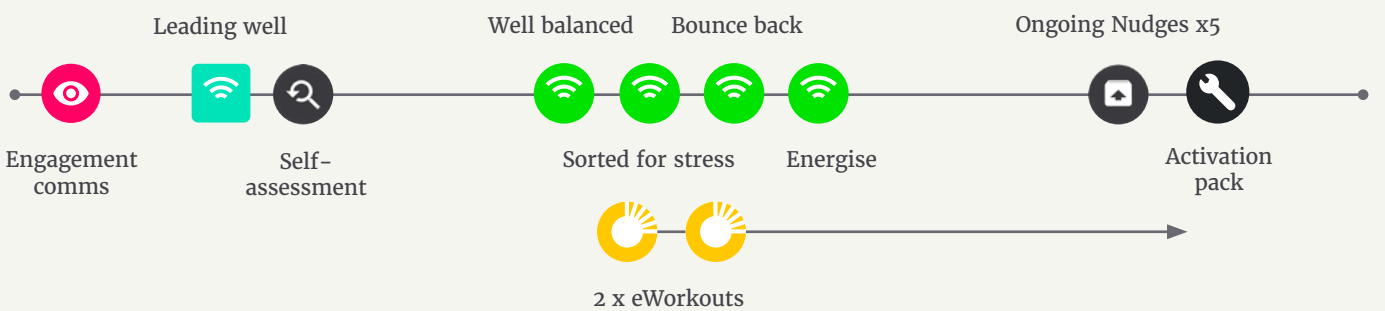 Leading well
Well balanced
Bounce back
Ongoing Nudges x5
Engagement
comms
Self-
assessment
Sorted for stress
Energise
Activation
pack
2 x eWorkouts